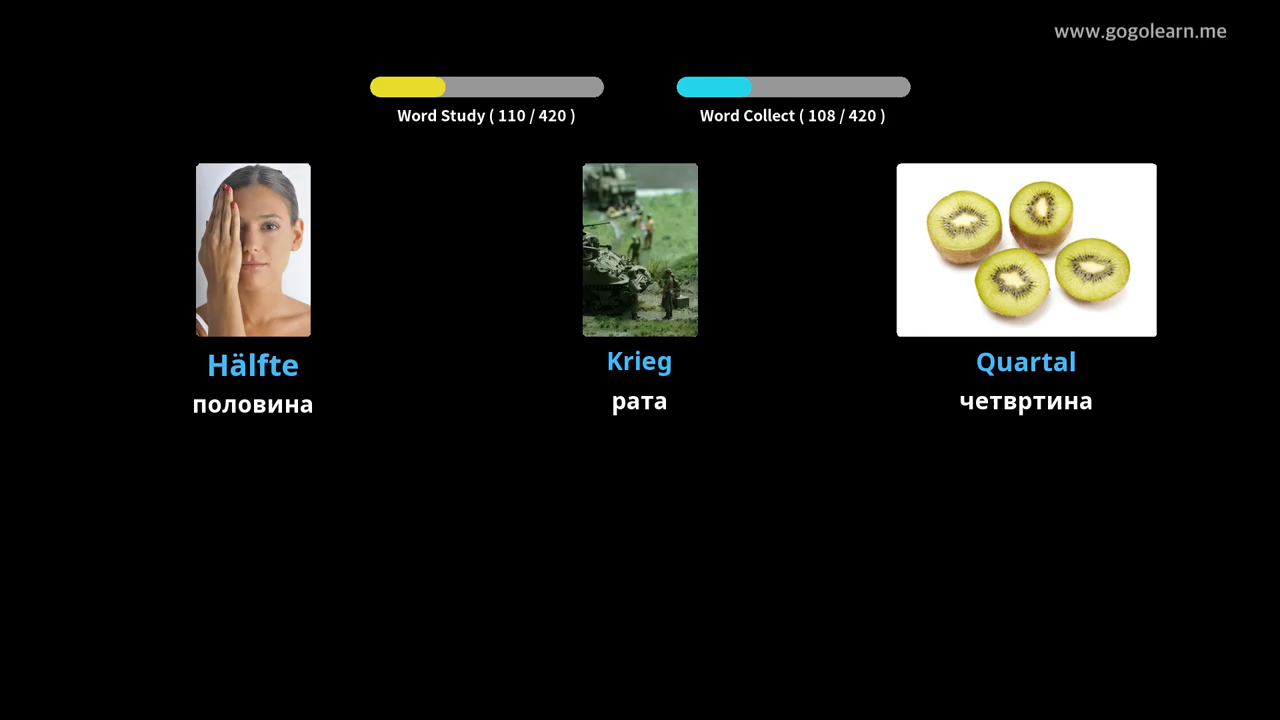 www.gogolearn.me
Word Study ( 110 / 420 )
Word Collect ( 108 / 420 )
Hälfte
половина
Krieg
рата
Quartal
четвртина